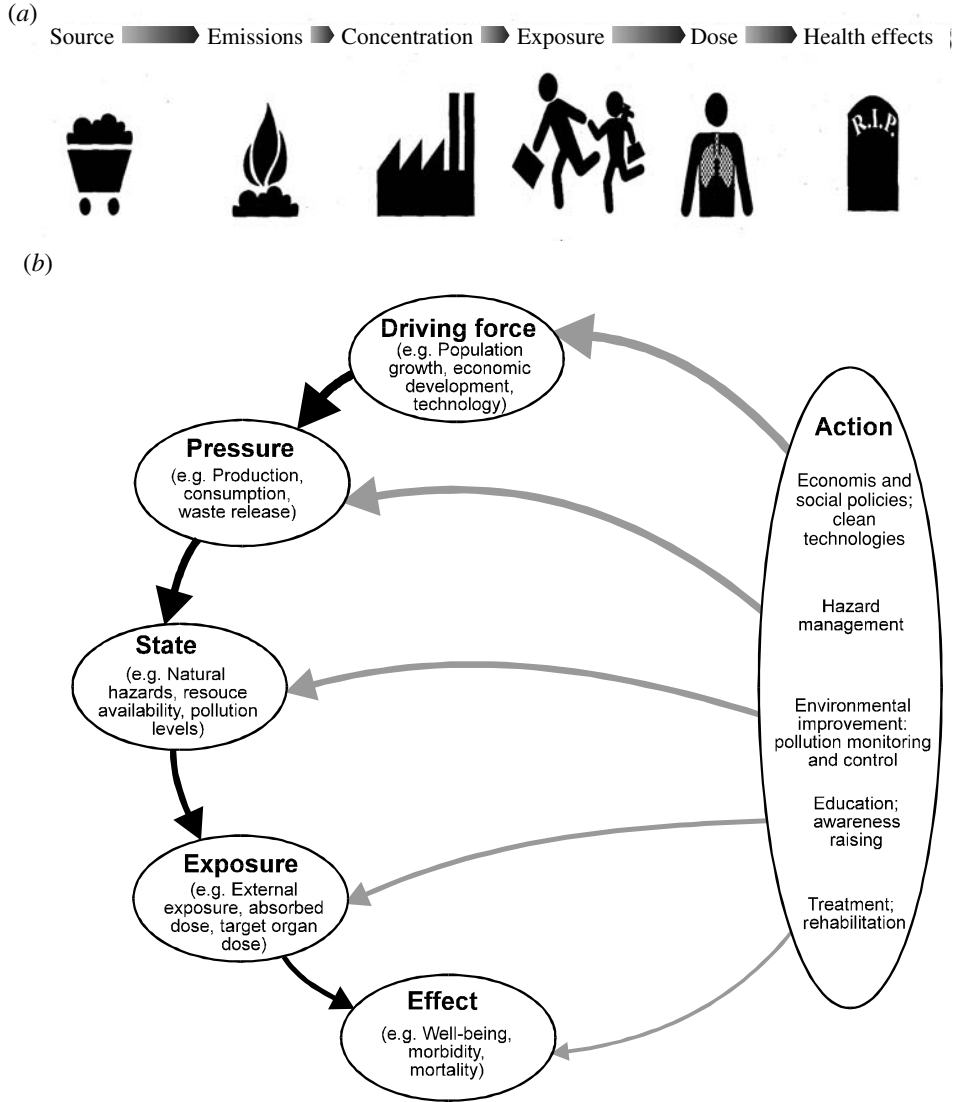 (a)
Source Emissions Concentration Exposure Dose Health effects
R.I.P.
(b)
Driving force
(e.g. Population
growth, economic
development,
technology)
Pressure
(e.g. Production,
consumption,
waste release)
State
(e.g. Natural
hazards, resouce
availability, pollution
levels)
Exposure
(e.g. External
exposure, absorbed
dose, target organ
dose)
Effect
(e.g. Well-being,
morbidity,
mortality)
Action
Economis and
social policies;
clean
technologies
Hazard
management
Environmental
improvement:
pollution monitoring
and control
Education;
awareness
raising
Treatment;
rehabilitation